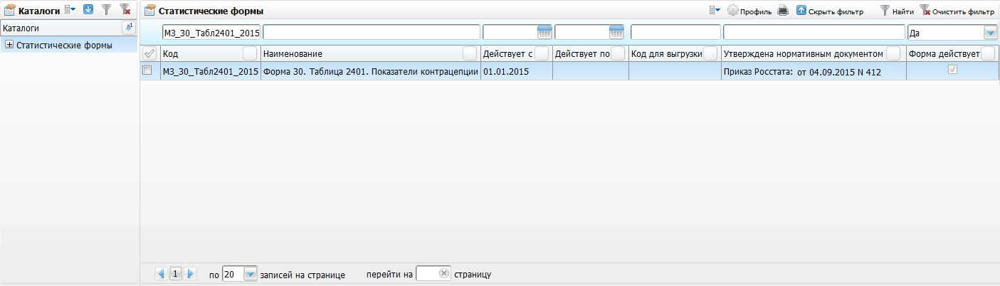 Каталоги
Каталоги
Статистические формы
Статистические формы
Профиль Скрыть фильтр Найти Очистить фильтр
МЗ_30_Табл2401_2015 Да
Код Наименование Действует с Действует по Код для выгрузки Утверждена нормативным документом Форма действует
МЗ_30_Табл2401_2015 Форма 30. Таблица 2401. Показатели контрацепции 01.01.2015 Приказ Росстата: от 04.09.2015 N 412
1 по 20 записей на странице перейти на страницу